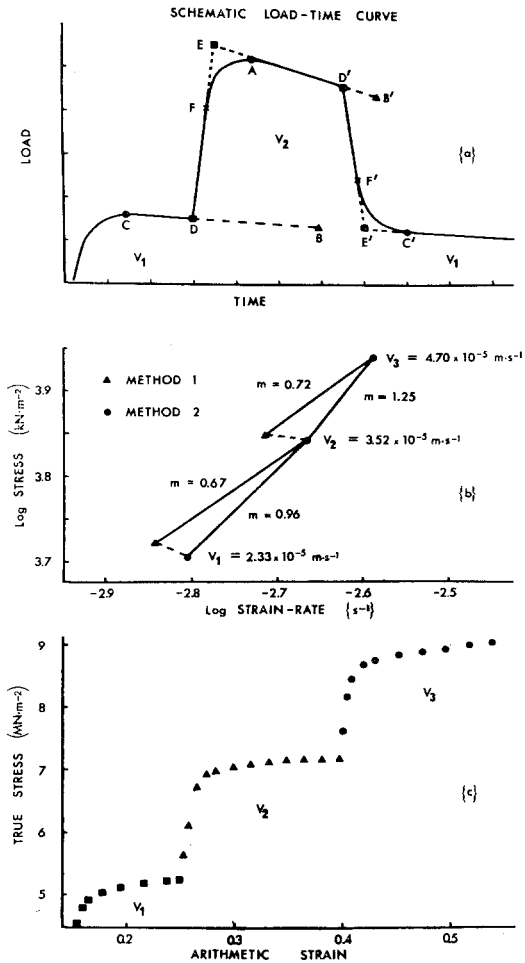 SCHEMATIC LOAD-TIME CURVE
E
A
D'
B'
F
V₂
{a}
LOAD
F'
C
D
B
E'
C'
V₁
V₁
TIME
V₃ = 4.70 x 10⁻⁵ m·s⁻¹
3.9
▲ METHOD 1
m = 0.72
m = 1.25
● METHOD 2
Log STRESS (kN·m⁻²)
V₂ = 3.52 x 10⁻⁵ m·s⁻¹
3.8
m = 0.67
{b}
m = 0.96
3.7
V₁ = 2.33 x 10⁻⁵ m·s⁻¹
-2.9 -2.8 -2.7 -2.6 -2.5
Log STRAIN-RATE {s⁻¹}
9
V₃
8
TRUE STRESS (MN·m⁻²)
7
{c}
V₂
6
5
V₁
0.2 0.3 0.4 0.5
ARITHMETIC STRAIN